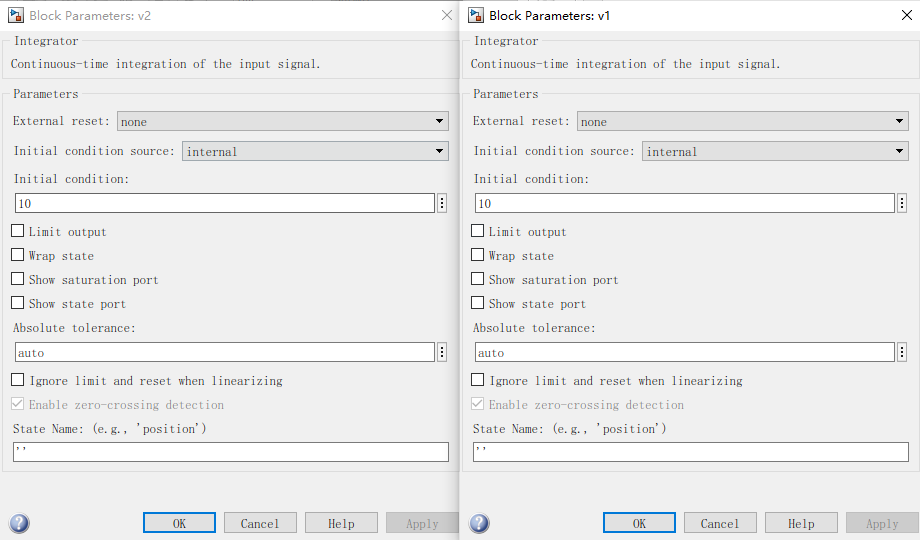 Block Parameters: v2
Integrator
Continuous-time integration of the input signal.
Parameters
External reset: none
Initial condition source: internal
Initial condition:
10
Limit output
Wrap state
Show saturation port
Show state port
Absolute tolerance:
auto
Ignore limit and reset when linearizing
Enable zero-crossing detection
State Name: (e.g., 'position')
''
? OK Cancel Help Apply
Block Parameters: v1
Integrator
Continuous-time integration of the input signal.
Parameters
External reset: none
Initial condition source: internal
Initial condition:
10
Limit output
Wrap state
Show saturation port
Show state port
Absolute tolerance:
auto
Ignore limit and reset when linearizing
Enable zero-crossing detection
State Name: (e.g., 'position')
''
? OK Cancel Help Apply